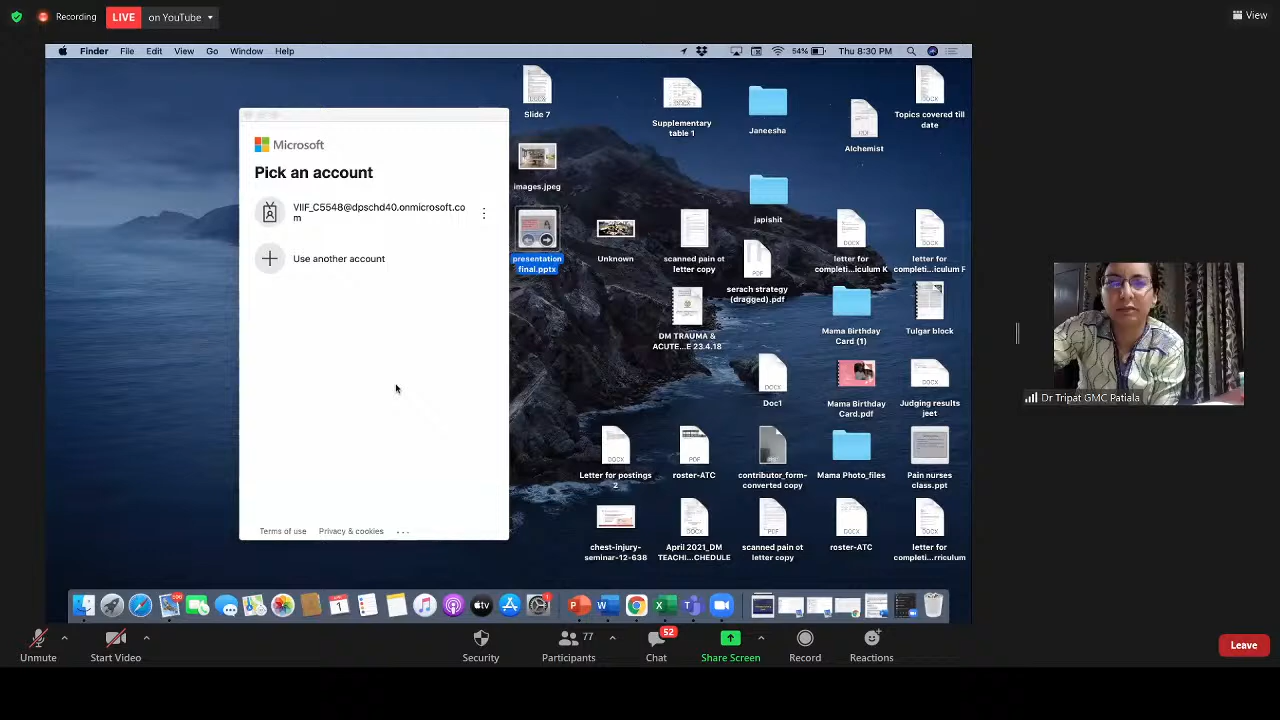 Recording
LIVE
on YouTube
View
Finder File Edit View Go Window Help
54%
Thu 8:30 PM
Microsoft
Pick an account
VIIF_C5548@dpschd40.onmicrosoft.co
m
Use another account
Terms of use
Privacy & cookies
Slide 7
Supplementary
table 1
Janeesha
Alchemist
Topics covered till
date
images.jpeg
japishit
presentation
final.pptx
Unknown
scanned pain ot
letter copy
serach strategy
(dragged).pdf
letter for
completi...iculum K
letter for
completi...iculum F
DM TRAUMA &
ACUTE...E 23.4.18
Mama Birthday
Card (1)
Tulgar block
Doc1
Mama Birthday
Card.pdf
Judging results
jeet
Letter for postings
2
roster-ATC
contributor_form-
converted copy
Mama Photo_files
Pain nurses
class.ppt
chest-injury-
seminar-12-638
April 2021_DM
TEACHI...CHEDULE
scanned pain ot
letter copy
roster-ATC
letter for
completi...rriculum
Dr Tripat GMC Patiala
Unmute
Start Video
Security
Participants
77
Chat
52
Share Screen
Record
Reactions
Leave